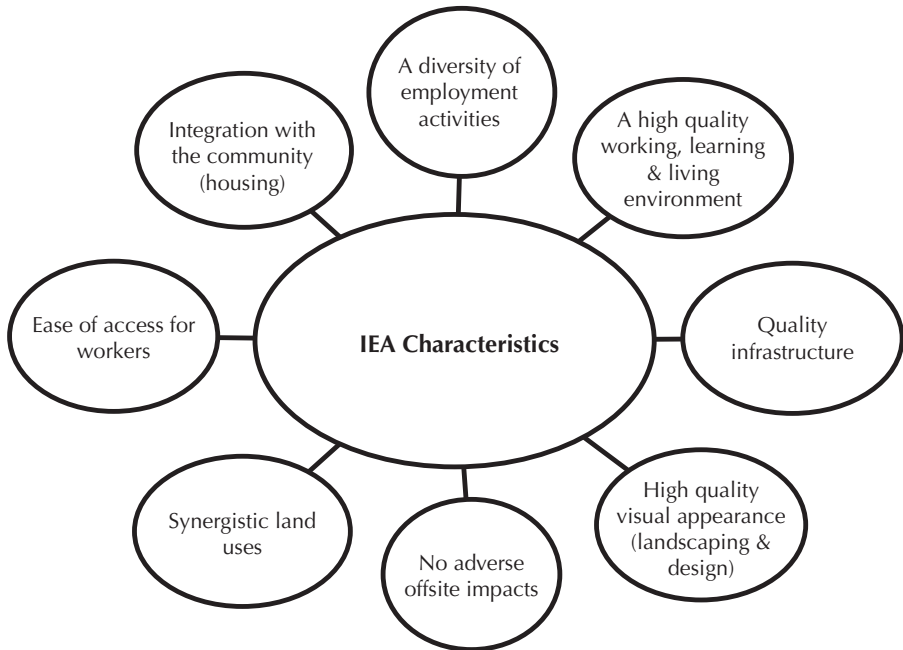 A diversity of
employment
activities
A high quality
working, learning
& living
environment
Integration with
the community
(housing)
Ease of access for
workers
IEA Characteristics
Quality
infrastructure
Synergistic land
uses
No adverse
offsite impacts
High quality
visual appearance
(landscaping &
design)